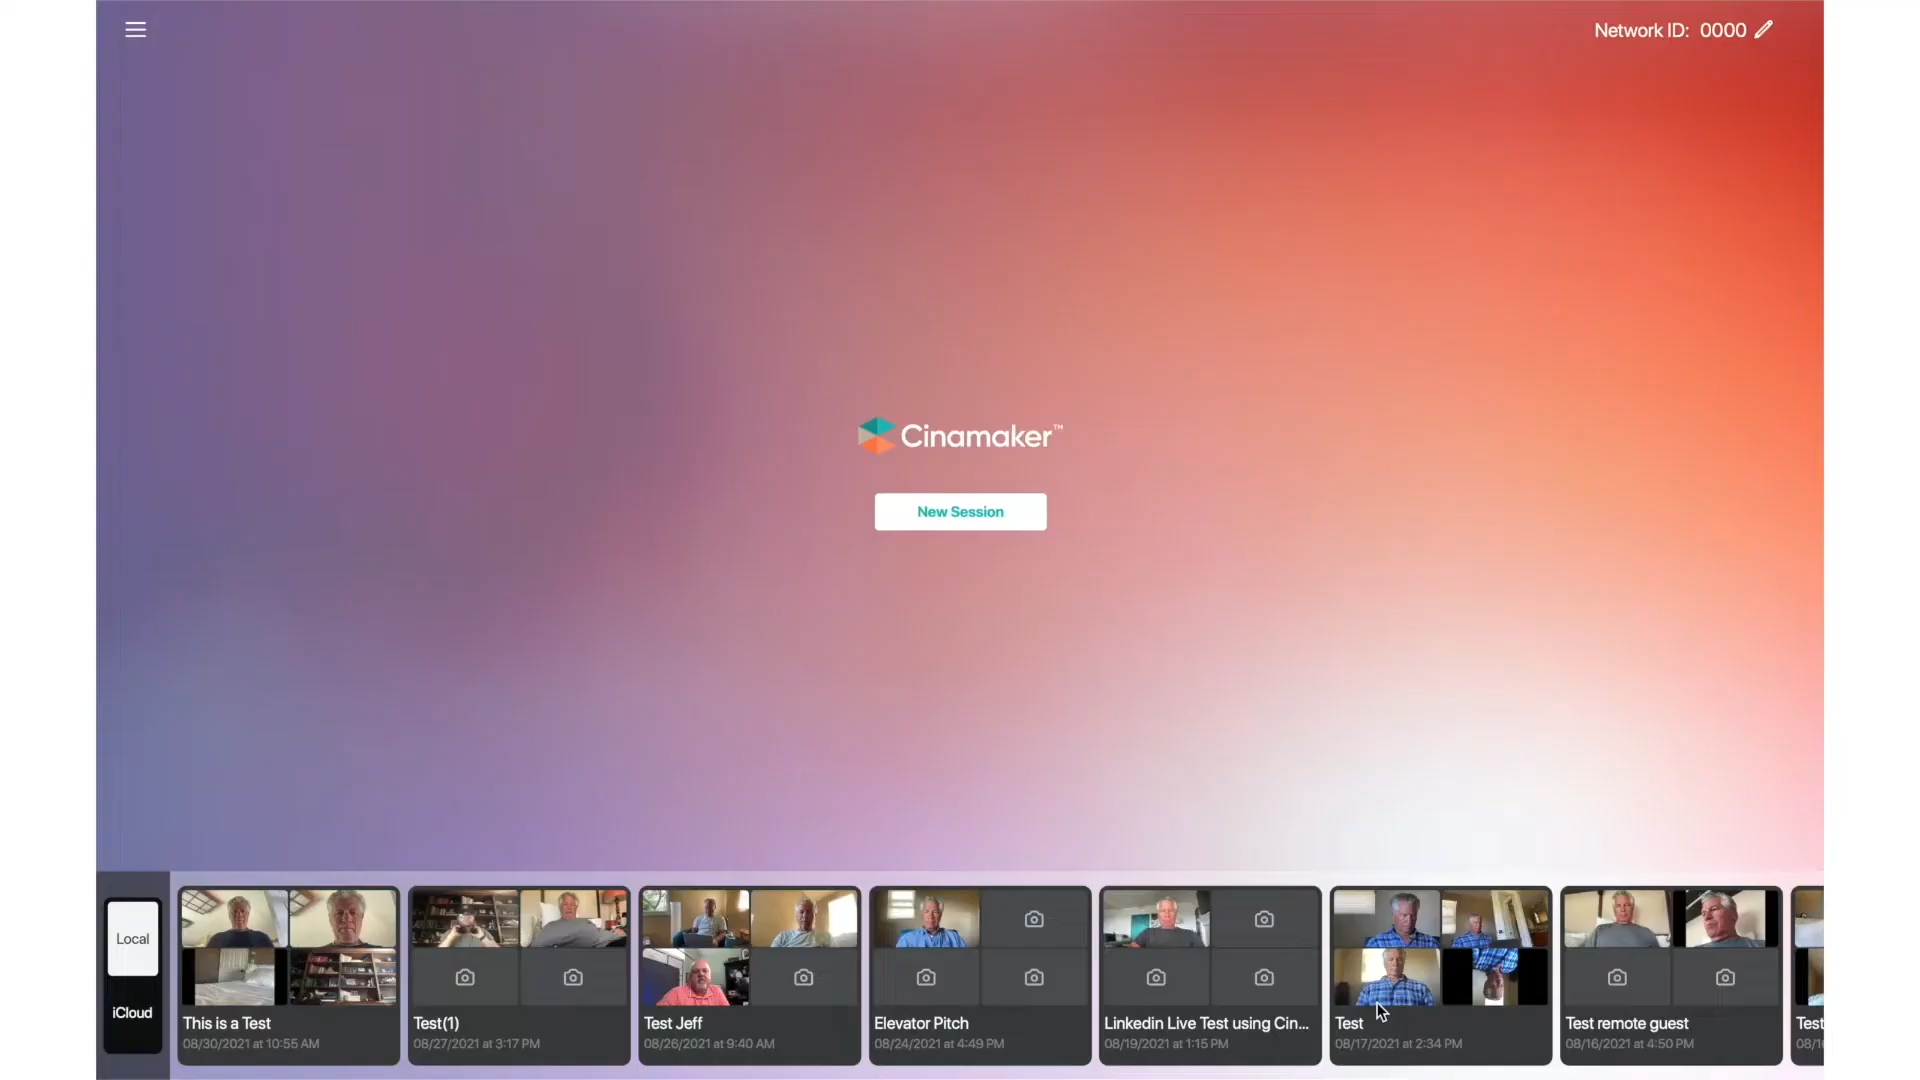 Network ID: 0000
Cinamaker™
New Session
Local
iCloud
This is a Test
08/30/2021 at 10:55 AM
Test(1)
08/27/2021 at 3:17 PM
Test Jeff
08/26/2021 at 9:40 AM
Elevator Pitch
08/24/2021 at 4:49 PM
Linkedin Live Test using Cin...
08/19/2021 at 1:15 PM
Test
08/17/2021 at 2:34 PM
Test remote guest
08/16/2021 at 4:50 PM
Test